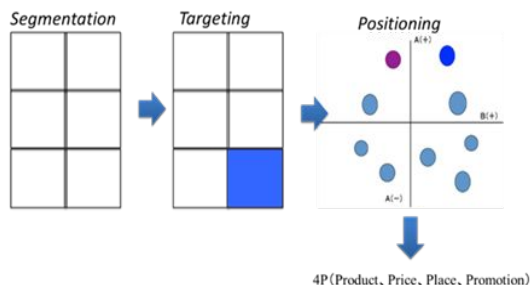 Segmentation
Targeting
Positioning
A(+)
B(+)
A(-)
4P(Product、Price、Place、Promotion)